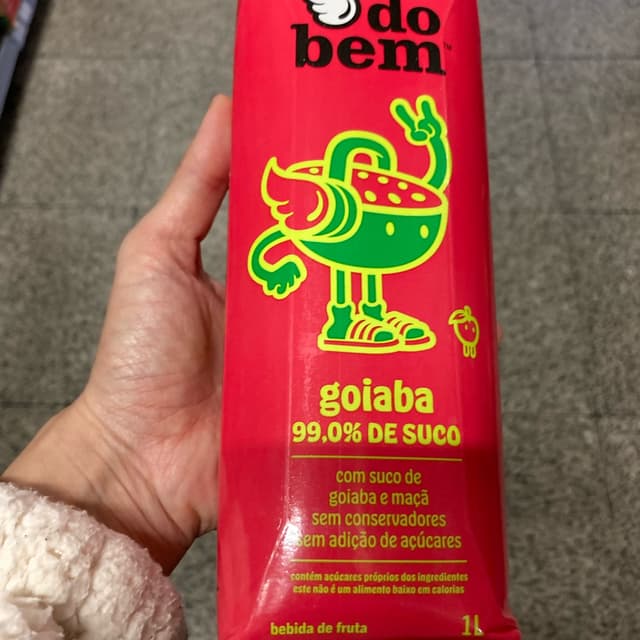 do
bem™
goiaba
99,0% DE SUCO
com suco de
goiaba e maçã
sem conservadores
sem adição de açúcares
contém açúcares próprios dos ingredientes
este não é um alimento baixo em calorias
bebida de fruta 1L